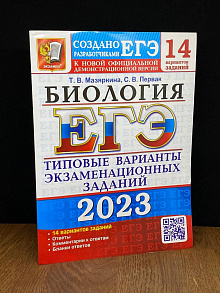 СОЗДАНО ЕГЭ
РАЗРАБОТЧИКАМИ
К НОВОЙ ОФИЦИАЛЬНОЙ
ДЕМОНСТРАЦИОННОЙ ВЕРСИИ
14
вариантов
заданий
Т. В. Мазяркина, С. В. Первак
БИОЛОГИЯ
ЕГЭ
ТИПОВЫЕ ВАРИАНТЫ
ЭКЗАМЕНАЦИОННЫХ
ЗАДАНИЙ
2023
• 14 вариантов заданий
• Ответы
• Комментарии к ответам
• Бланки ответов